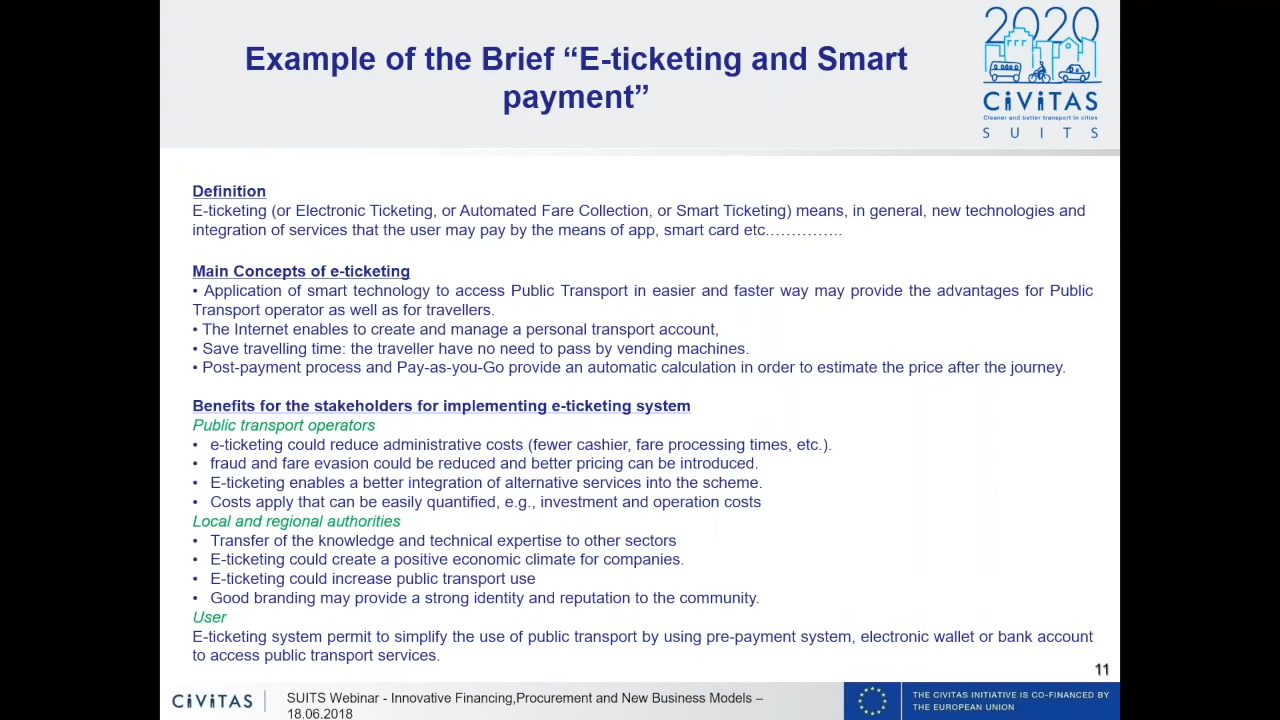 Example of the Brief “E-ticketing and Smart
payment”
2020
CiViTAS
Cleaner and better transport in cities
S U I T S
Definition
E-ticketing (or Electronic Ticketing, or Automated Fare Collection, or Smart Ticketing) means, in general, new technologies and
integration of services that the user may pay by the means of app, smart card etc.…………..
Main Concepts of e-ticketing
• Application of smart technology to access Public Transport in easier and faster way may provide the advantages for Public
Transport operator as well as for travellers.
• The Internet enables to create and manage a personal transport account,
• Save travelling time: the traveller have no need to pass by vending machines.
• Post-payment process and Pay-as-you-Go provide an automatic calculation in order to estimate the price after the journey.
Benefits for the stakeholders for implementing e-ticketing system
Public transport operators
• e-ticketing could reduce administrative costs (fewer cashier, fare processing times, etc.).
• fraud and fare evasion could be reduced and better pricing can be introduced.
• E-ticketing enables a better integration of alternative services into the scheme.
• Costs apply that can be easily quantified, e.g., investment and operation costs
Local and regional authorities
• Transfer of the knowledge and technical expertise to other sectors
• E-ticketing could create a positive economic climate for companies.
• E-ticketing could increase public transport use
• Good branding may provide a strong identity and reputation to the community.
User
E-ticketing system permit to simplify the use of public transport by using pre-payment system, electronic wallet or bank account
to access public transport services.
11
CiViTAS
SUITS Webinar - Innovative Financing,Procurement and New Business Models –
18.06.2018
THE CIVITAS INITIATIVE IS CO-FINANCED BY
THE EUROPEAN UNION